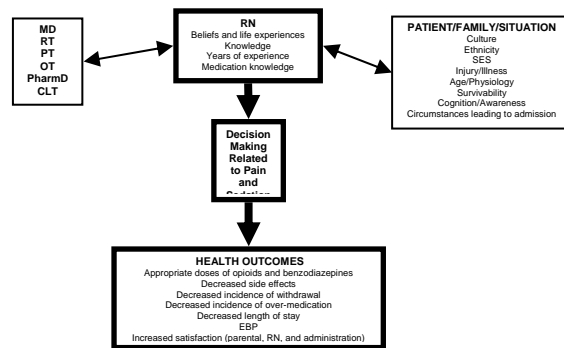 MD
RT
PT
OT
PharmD
CLT
RN
Beliefs and life experiences
Knowledge
Years of experience
Medication knowledge
PATIENT/FAMILY/SITUATION
Culture
Ethnicity
SES
Injury/Illness
Age/Physiology
Survivability
Cognition/Awareness
Circumstances leading to admission
Decision
Making
Related
to Pain
and
Sedation
HEALTH OUTCOMES
Appropriate doses of opioids and benzodiazepines
Decreased side effects
Decreased incidence of withdrawal
Decreased incidence of over-medication
Decreased length of stay
EBP
Increased satisfaction (parental, RN, and administration)